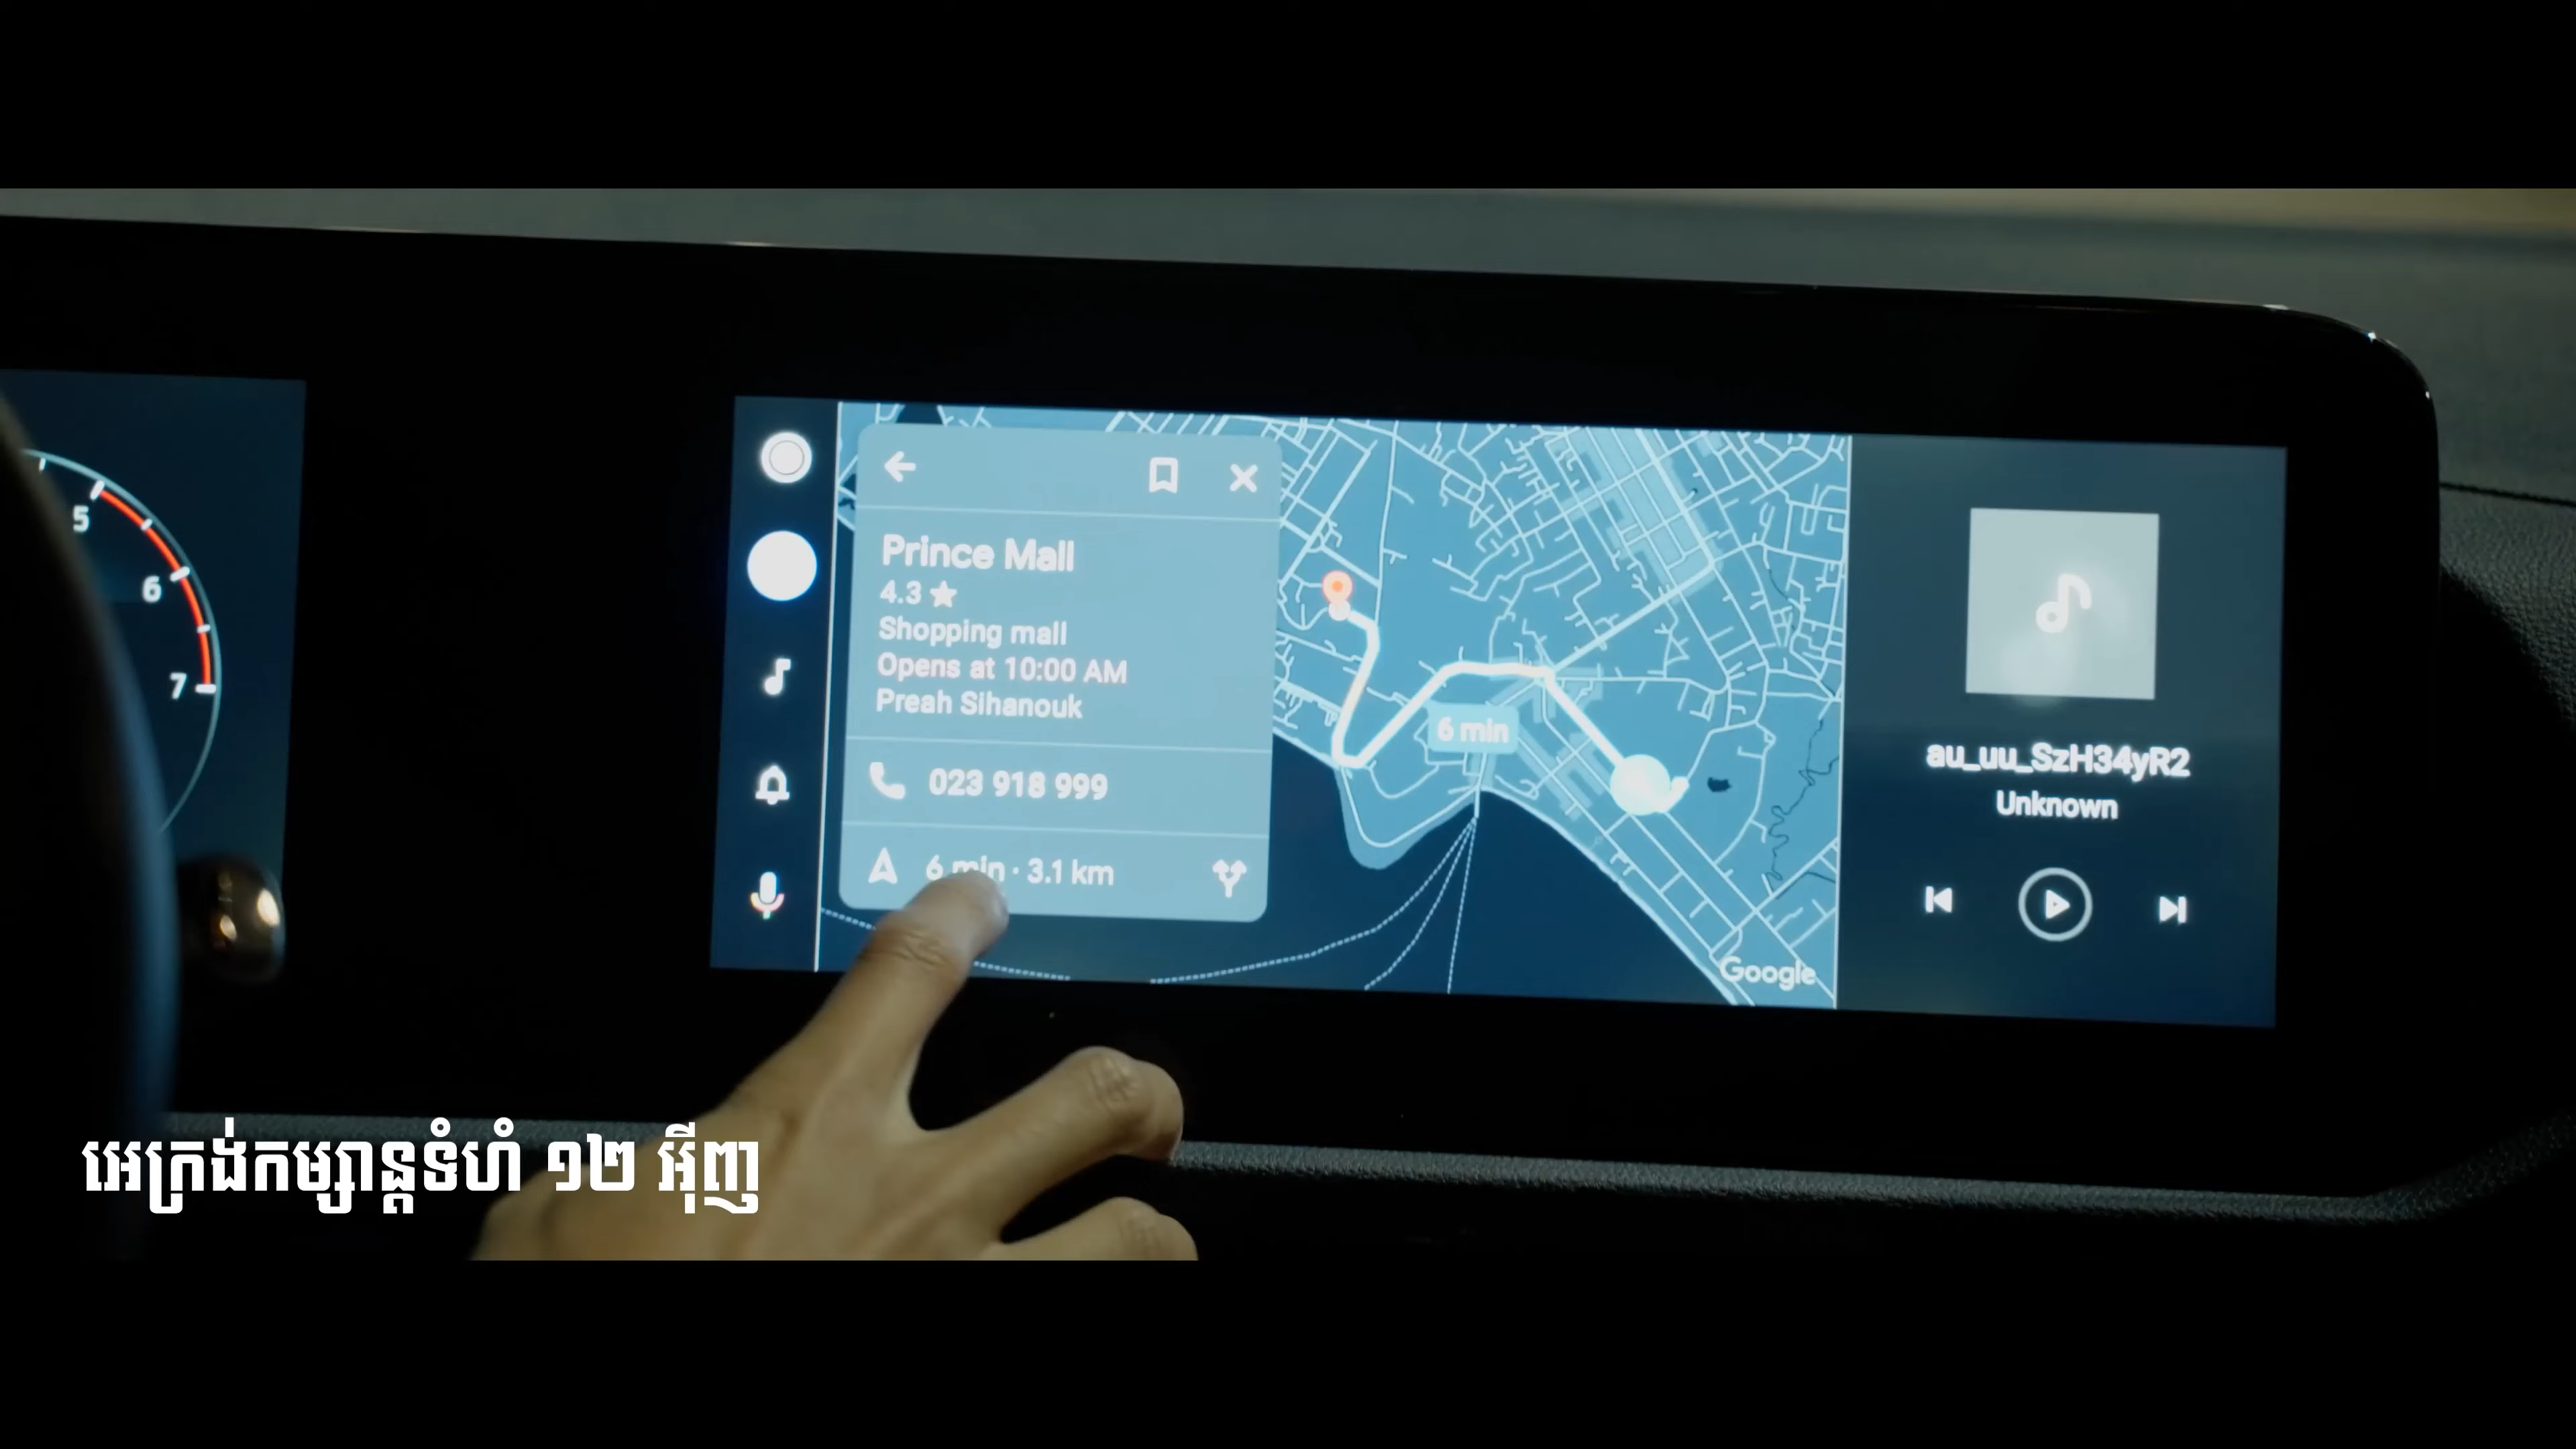 5
6
7
Prince Mall
4.3 ★
Shopping mall
Opens at 10:00 AM
Preah Sihanouk
023 918 999
6 min · 3.1 km
6 min
Google
au_uu_SzH34yR2
Unknown
អេក្រង់កម្សាន្តទំហំ ១២ អ៊ីញ